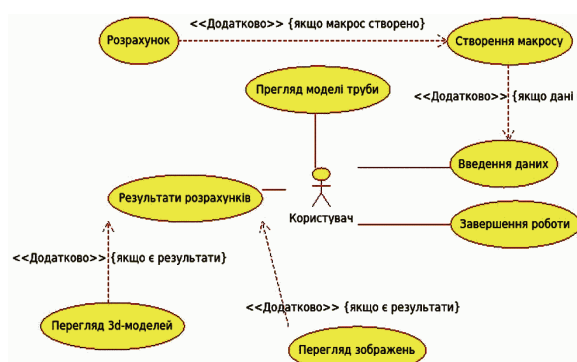 <<Додатково>> {якщо макрос створено}
Розрахунок
Створення макросу
Прегляд моделі труби
<<Додатково>> {якщо дані
Введення даних
Результати розрахунків
Користувач
Завершення роботи
<<Додатково>> {якщо є результати}
<<Додатково>> {якщо є результати}
Перегляд 3d-моделей
Перегляд зображень